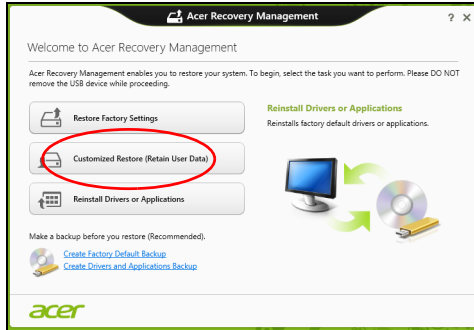 Acer Recovery Management
? X
Welcome to Acer Recovery Management
Acer Recovery Management enables you to restore your system. To begin, select the task you want to perform. Please DO NOT
remove the USB device while proceeding.
Restore Factory Settings
Customized Restore (Retain User Data)
Reinstall Drivers or Applications
Reinstall Drivers or Applications
Reinstalls factory default drivers or applications.
Make a backup before you restore (Recommended).
Create Factory Default Backup
Create Drivers and Applications Backup
acer